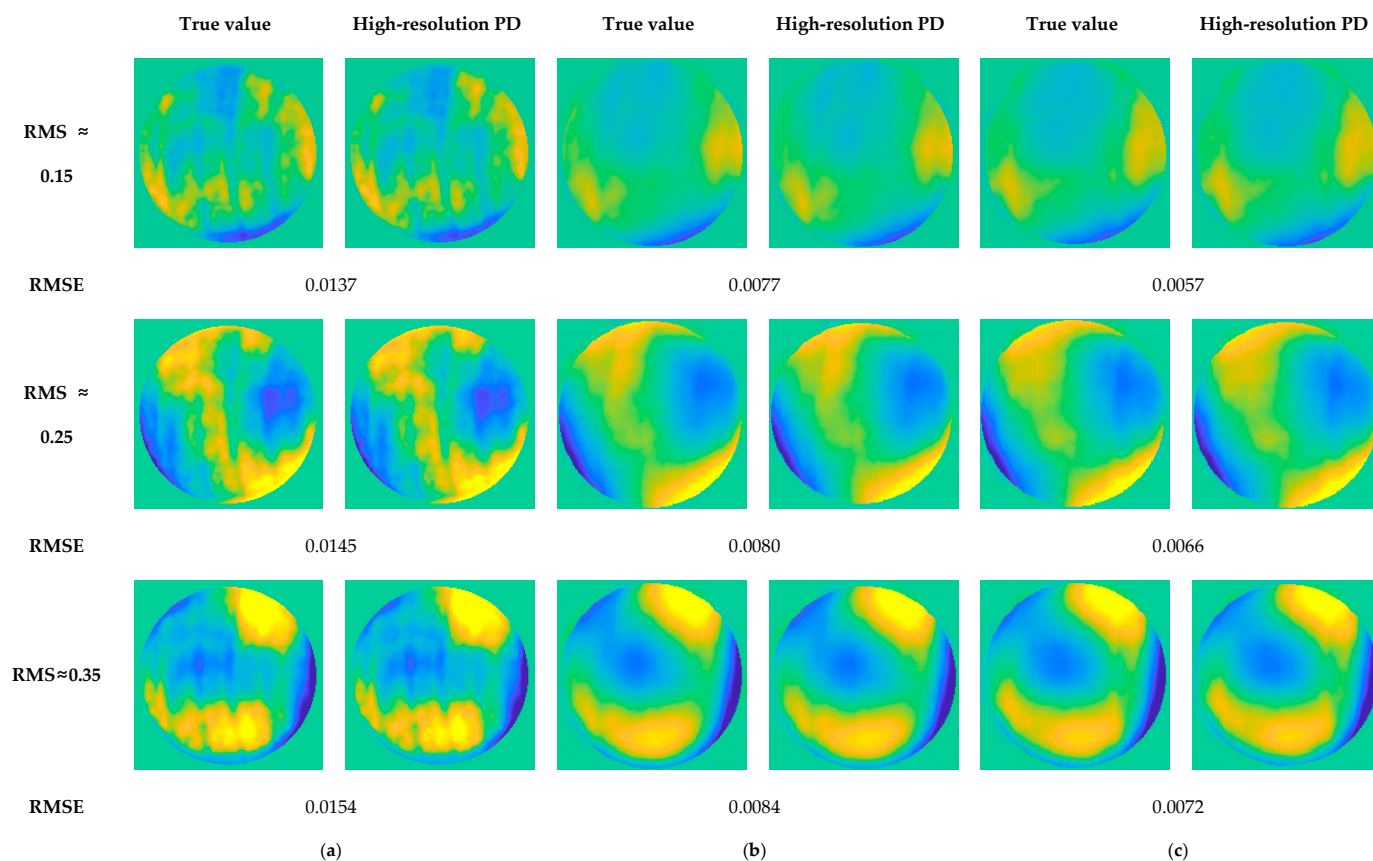 True value High-resolution PD True value High-resolution PD True value High-resolution PD
RMS ≈
0.15
RMSE 0.0137 0.0077 0.0057
RMS ≈
0.25
RMSE 0.0145 0.0080 0.0066
RMS≈0.35
RMSE 0.0154 0.0084 0.0072
(a) (b) (c)